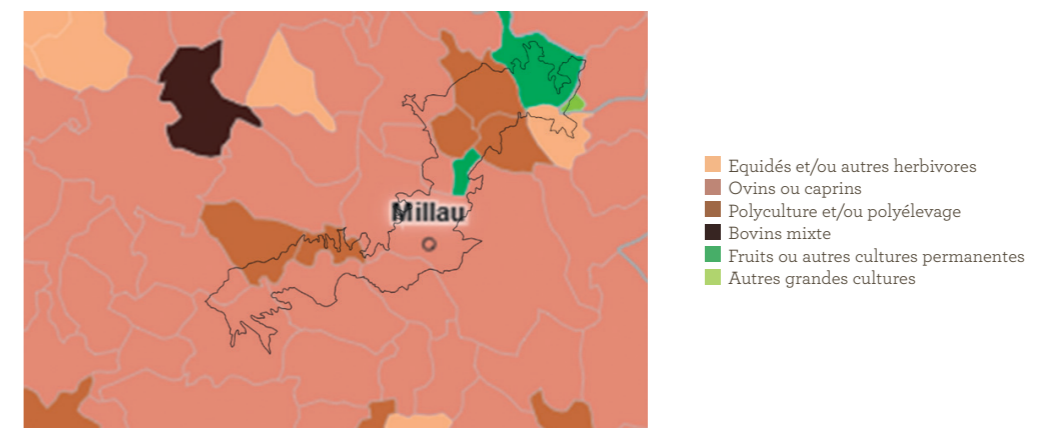 Millau
Equidés et/ou autres herbivores
Ovins ou caprins
Polyculture et/ou polyélevage
Bovins mixte
Fruits ou autres cultures permanentes
Autres grandes cultures